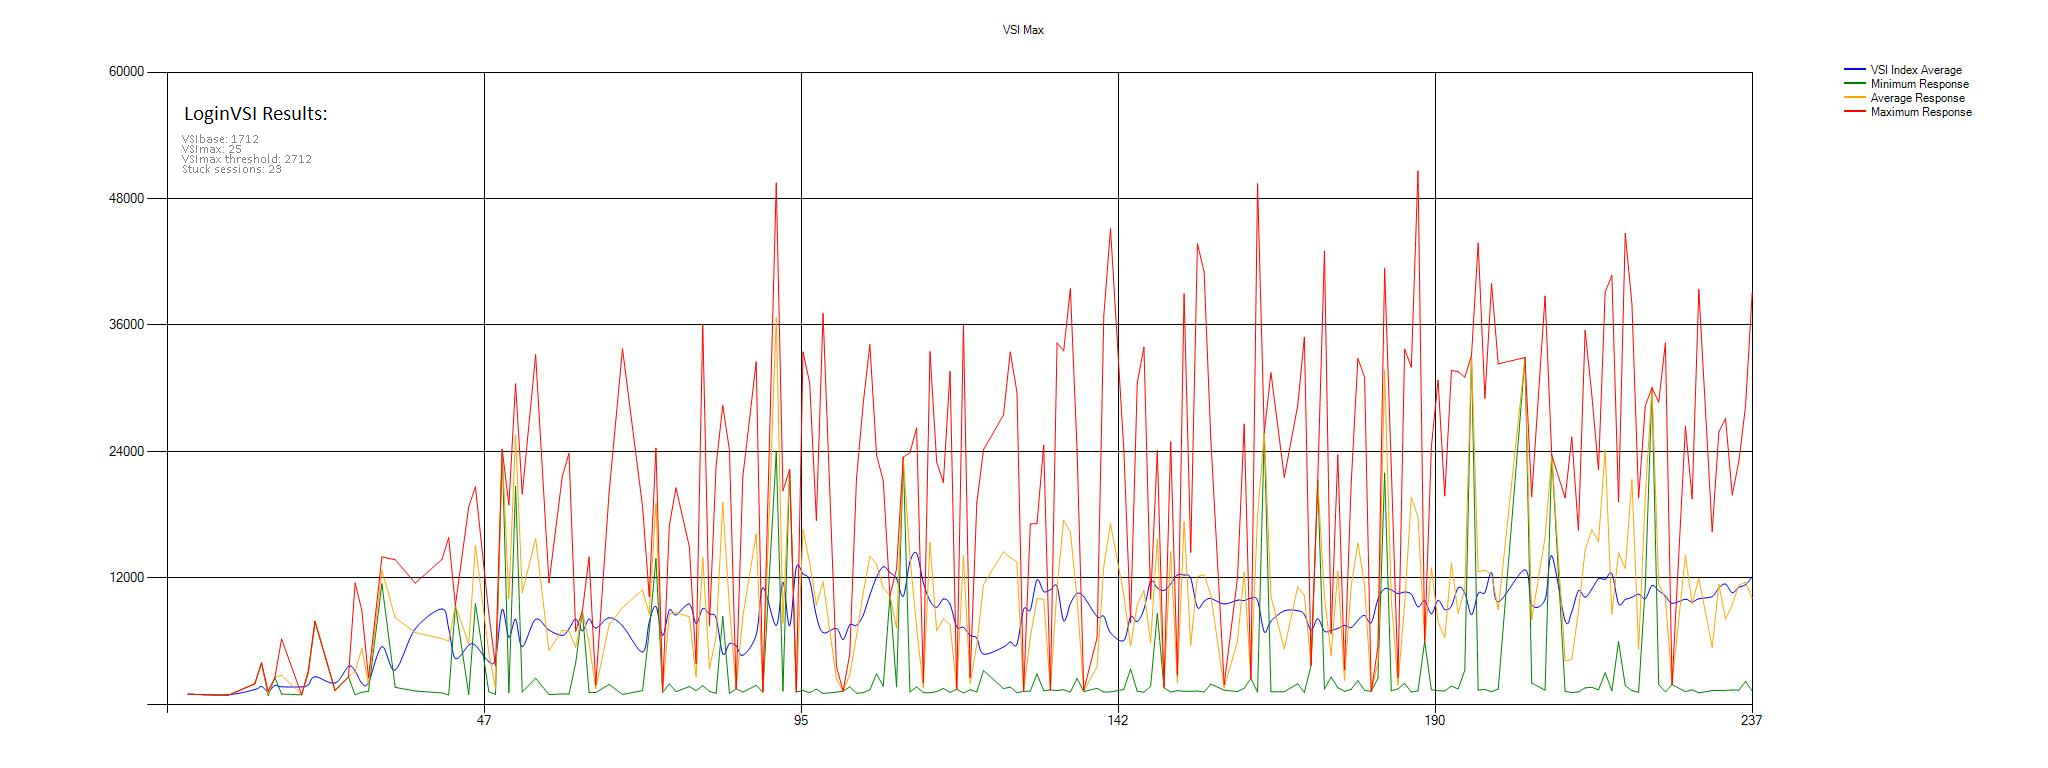 VSI Max
60000
48000
36000
24000
12000
LoginVSI Results:
VSIbase: 1712
VSImax: 25
VSImax threshold: 2712
Stuck sessions: 23
VSI Index Average
Minimum Response
Average Response
Maximum Response
47
95
142
190
237